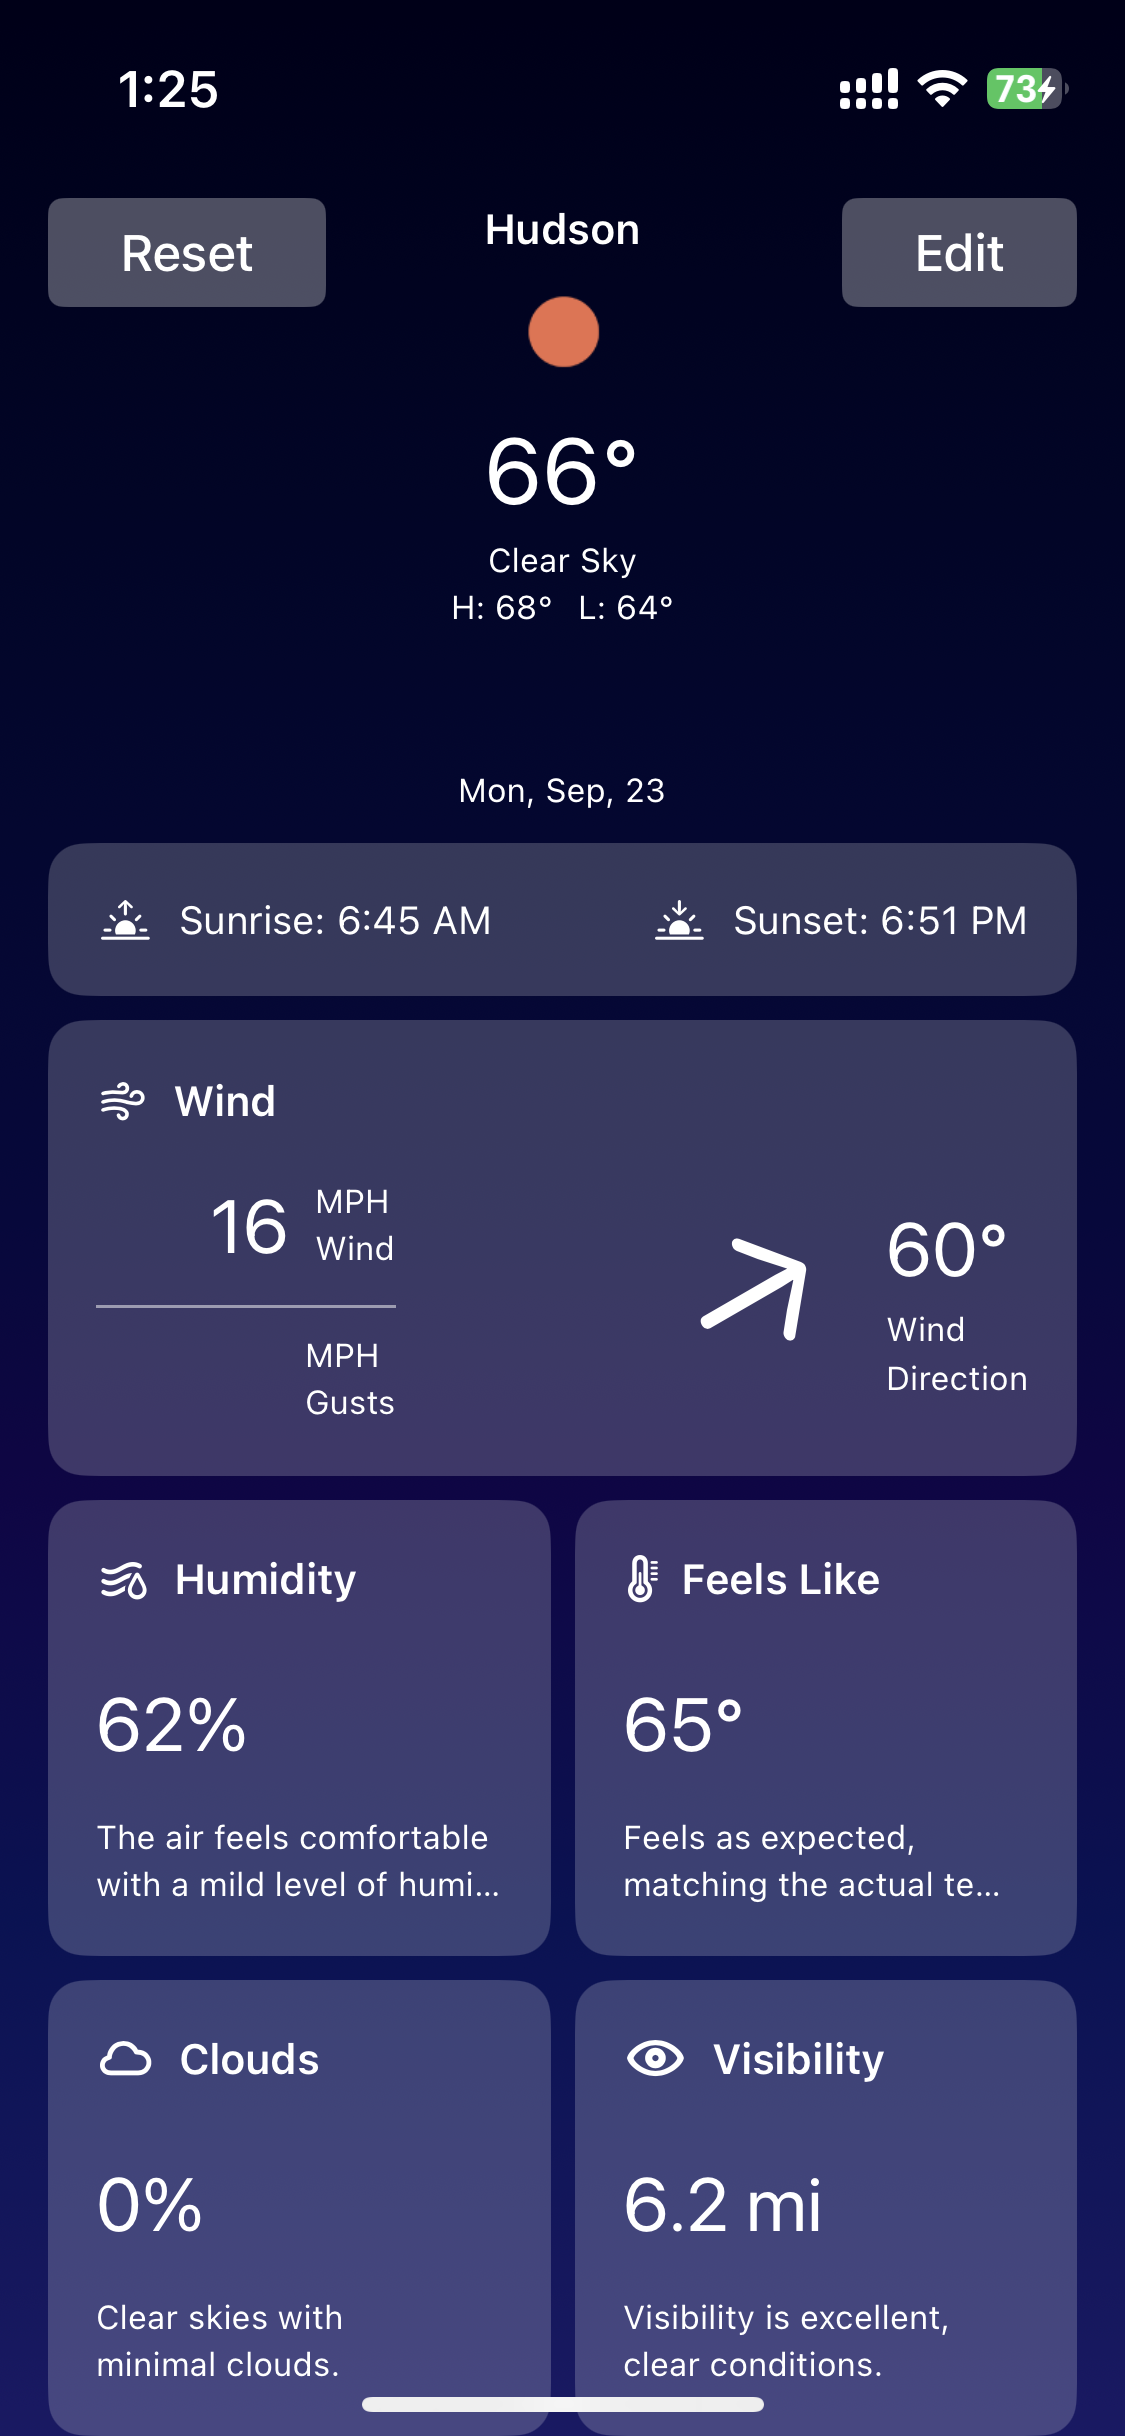 1:25
73
Reset
Hudson
Edit
66°
Clear Sky
H: 68° L: 64°
Mon, Sep, 23
Sunrise: 6:45 AM
Sunset: 6:51 PM
Wind
16 MPH
Wind
MPH
Gusts
60°
Wind
Direction
Humidity
62%
The air feels comfortable
with a mild level of humi...
Feels Like
65°
Feels as expected,
matching the actual te...
Clouds
0%
Clear skies with
minimal clouds.
Visibility
6.2 mi
Visibility is excellent,
clear conditions.